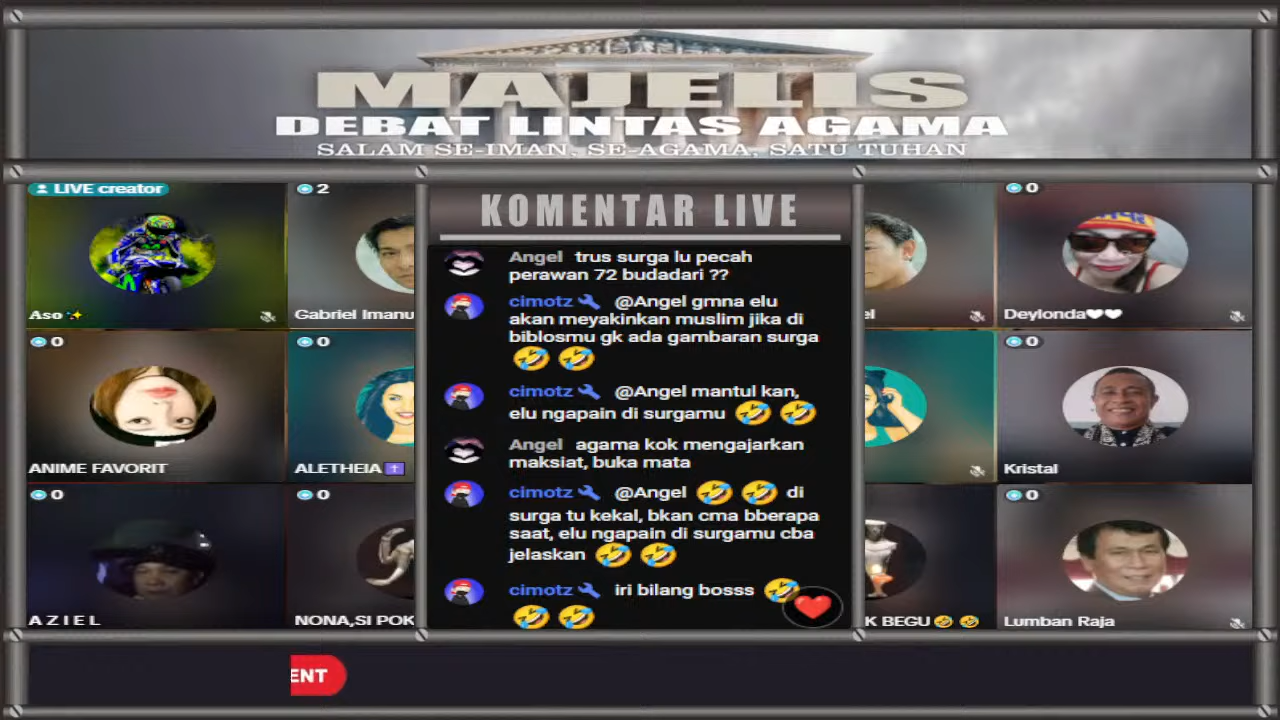 MAJELIS
DEBAT LINTAS AGAMA
SALAM SE-IMAN, SE-AGAMA, SATU TUHAN
LIVE creator
Aso
2
Gabriel Imanu
KOMENTAR LIVE
Angel trus surga lu pecah
perawan 72 budadari ??
cimotz @Angel gmna elu
akan meyakinkan muslim jika di
biblosmu gk ada gambaran surga
🤣 🤣
cimotz @Angel mantul kan,
elu ngapain di surgamu 🤣 🤣
Angel agama kok mengajarkan
maksiat, buka mata
cimotz @Angel 🤣 🤣 di
surga tu kekal, bkan cma bberapa
saat, elu ngapain di surgamu cba
jelaskan 🤣 🤣
cimotz iri bilang bosss 🤣
🤣 🤣
el
0
Deylonda
0
ANIME FAVORIT
0
ALETHEIA
0
Kristal
0
A Z I E L
0
NONA,SI POK
K BEGU 🤣 🤣
0
Lumban Raja
ENT